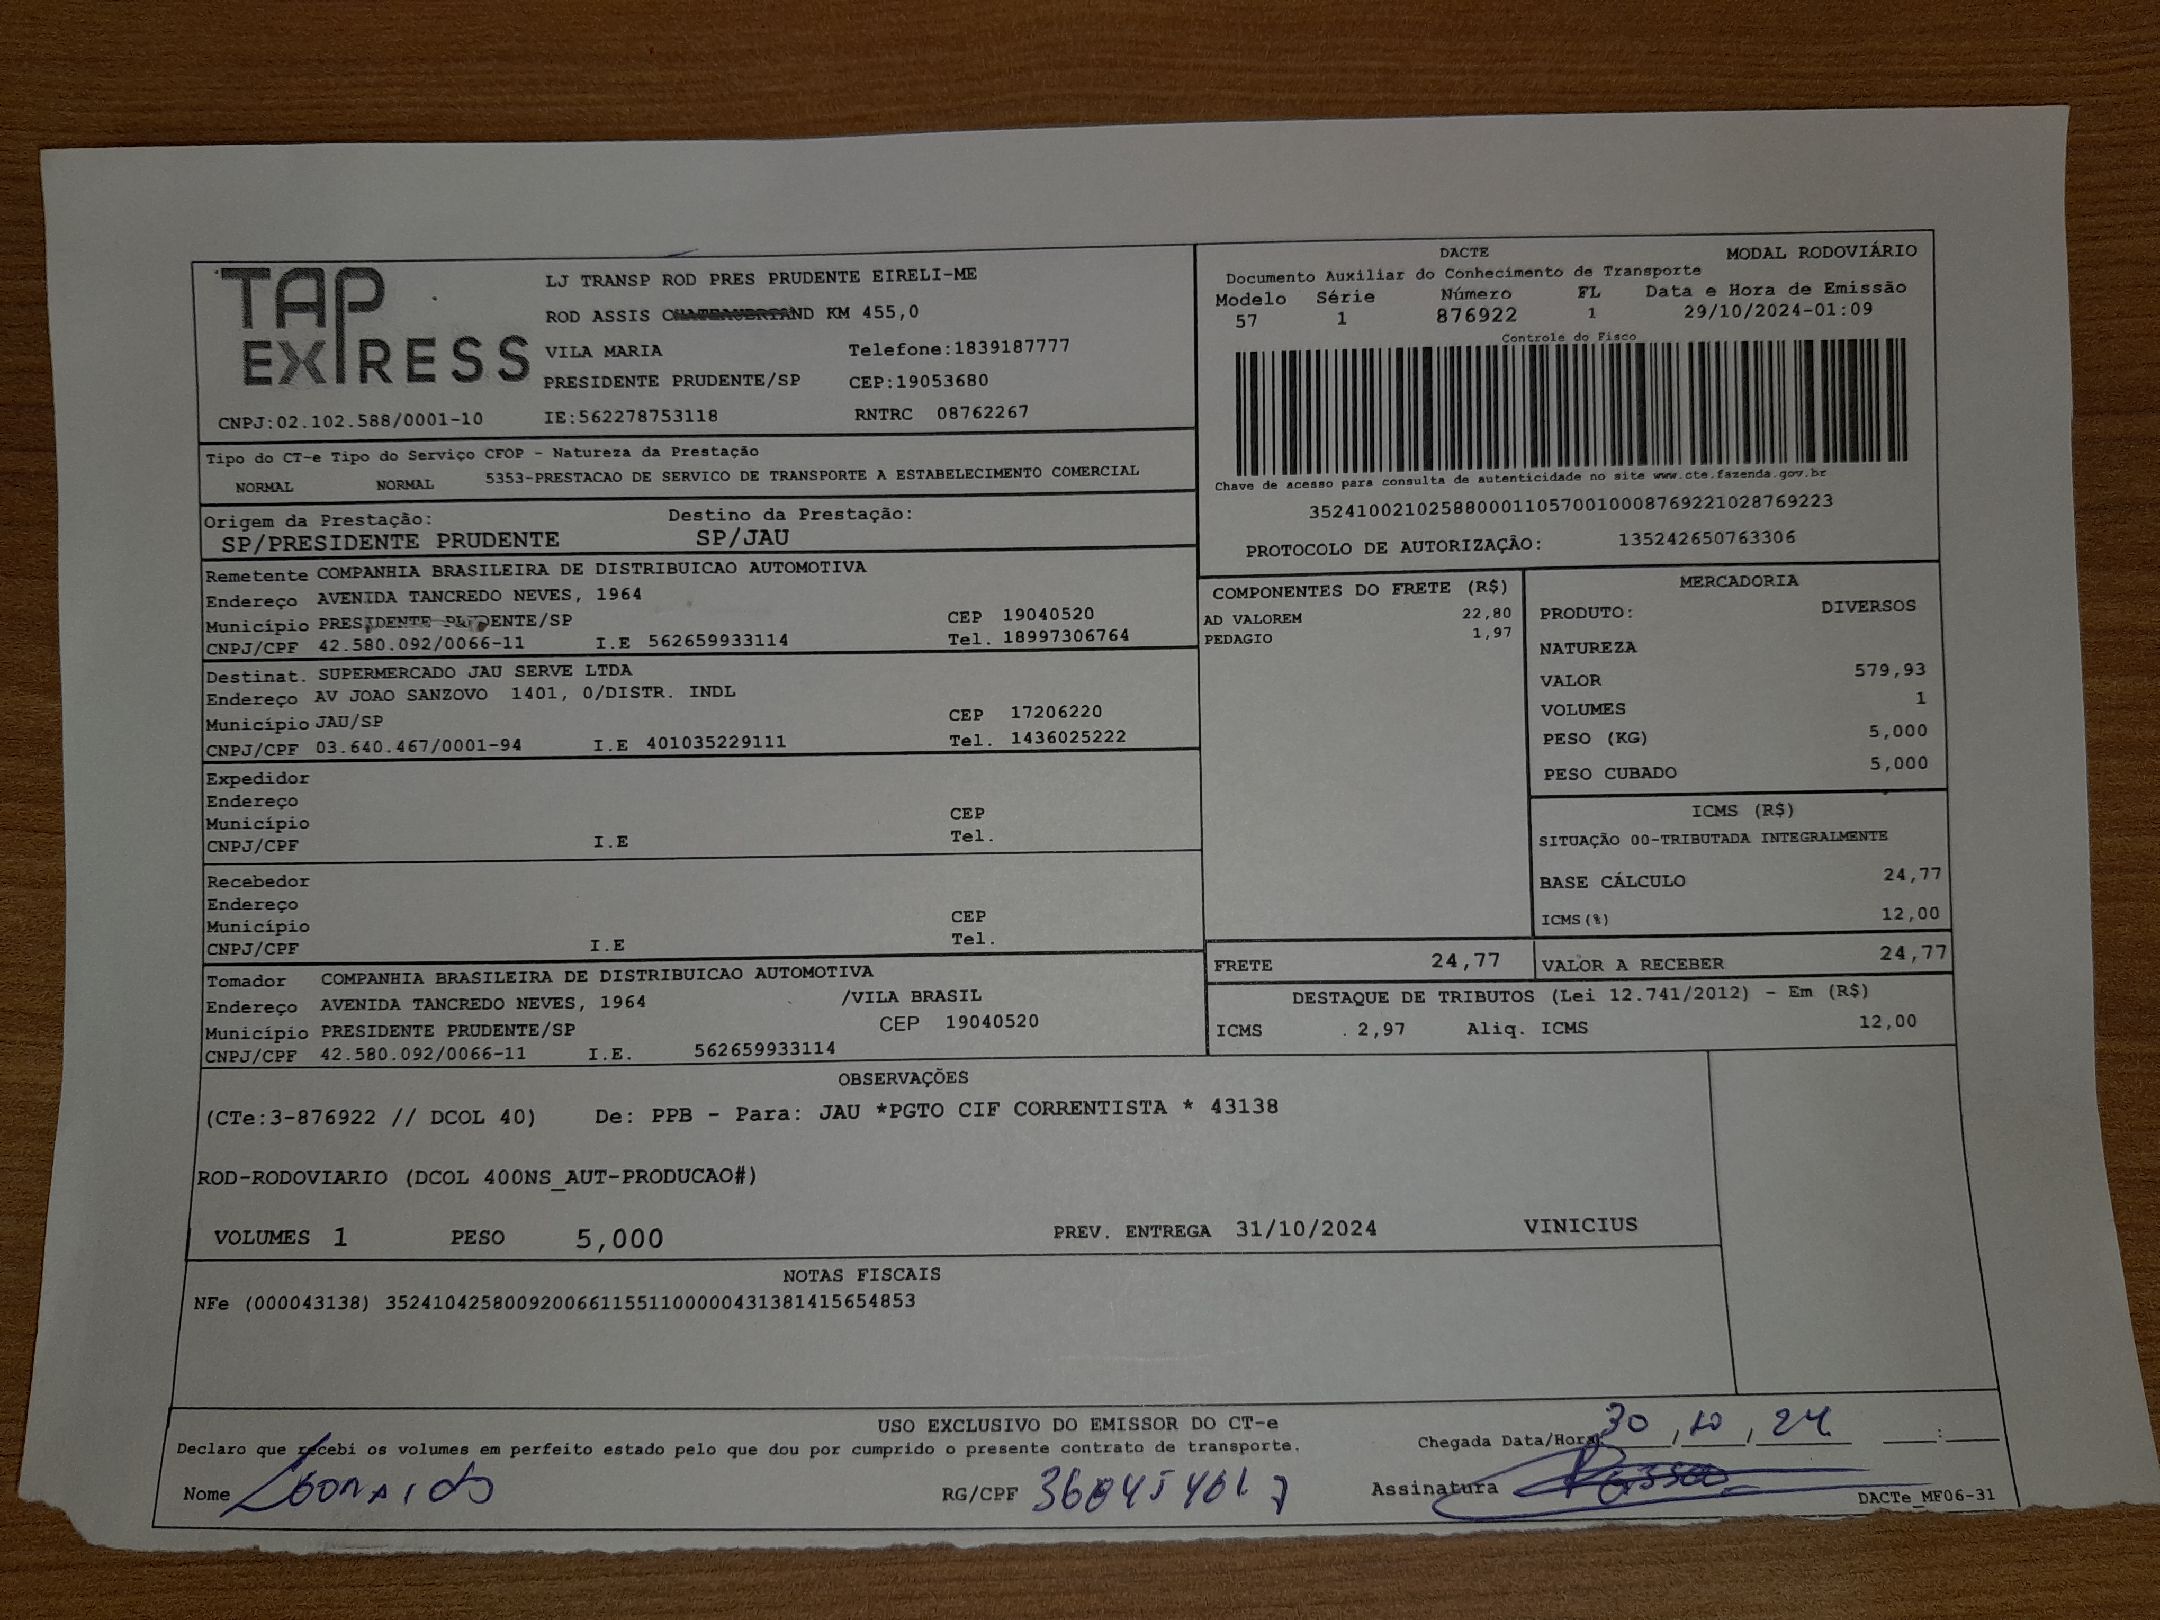 TAP EXPRESS
LJ TRANSP ROD PRES PRUDENTE EIRELI-ME
ROD ASSIS CHATEAUBRIAND KM 455,0
VILA MARIA Telefone:1839187777
PRESIDENTE PRUDENTE/SP CEP:19053680
CNPJ:02.102.588/0001-10 IE:562278753118 RNTRC 08762267
DACTE MODAL RODOVIÁRIO
Documento Auxiliar do Conhecimento de Transporte
Modelo Série Número FL Data e Hora de Emissão
57 1 876922 1 29/10/2024-01:09
Controle do Fisco
Chave de acesso para consulta de autenticidade no site www.cte.fazenda.gov.br
35241002102588000110570010008769221028769223
PROTOCOLO DE AUTORIZAÇÃO: 135242650763306
Tipo do CT-e Tipo do Serviço CFOP - Natureza da Prestação
NORMAL NORMAL 5353-PRESTACAO DE SERVICO DE TRANSPORTE A ESTABELECIMENTO COMERCIAL
Origem da Prestação: Destino da Prestação:
SP/PRESIDENTE PRUDENTE SP/JAU
Remetente COMPANHIA BRASILEIRA DE DISTRIBUICAO AUTOMOTIVA
Endereço AVENIDA TANCREDO NEVES, 1964
Município PRESIDENTE PRUDENTE/SP CEP 19040520
CNPJ/CPF 42.580.092/0066-11 I.E 562659933114 Tel. 18997306764
Destinat. SUPERMERCADO JAU SERVE LTDA
Endereço AV JOAO SANZOVO 1401, 0/DISTR. INDL
Município JAU/SP CEP 17206220
CNPJ/CPF 03.640.467/0001-94 I.E 401035229111 Tel. 1436025222
Expedidor
Endereço
Município CEP
CNPJ/CPF I.E Tel.
Recebedor
Endereço
Município CEP
CNPJ/CPF I.E Tel.
Tomador COMPANHIA BRASILEIRA DE DISTRIBUICAO AUTOMOTIVA
Endereço AVENIDA TANCREDO NEVES, 1964 /VILA BRASIL
Município PRESIDENTE PRUDENTE/SP CEP 19040520
CNPJ/CPF 42.580.092/0066-11 I.E. 562659933114
COMPONENTES DO FRETE (R$)
AD VALOREM 22,80
PEDAGIO 1,97
MERCADORIA
PRODUTO: DIVERSOS
NATUREZA
VALOR 579,93
VOLUMES 1
PESO (KG) 5,000
PESO CUBADO 5,000
ICMS (R$)
SITUAÇÃO 00-TRIBUTADA INTEGRALMENTE
BASE CÁLCULO 24,77
ICMS(%) 12,00
FRETE 24,77 VALOR A RECEBER 24,77
DESTAQUE DE TRIBUTOS (Lei 12.741/2012) - Em (R$)
ICMS 2,97 Aliq. ICMS 12,00
OBSERVAÇÕES
(CTe:3-876922 // DCOL 40) De: PPB - Para: JAU *PGTO CIF CORRENTISTA * 43138
ROD-RODOVIARIO (DCOL 400NS_AUT-PRODUCAO#)
VOLUMES 1 PESO 5,000 PREV. ENTREGA 31/10/2024 VINICIUS
NOTAS FISCAIS
NFe (000043138) 35241042580092006611551100000431381415654853
USO EXCLUSIVO DO EMISSOR DO CT-e
Declaro que recebi os volumes em perfeito estado pelo que dou por cumprido o presente contrato de transporte. Chegada Data/Hora: 30/10/24 :
Nome RG/CPF Assinatura
DACTe_MF06-31